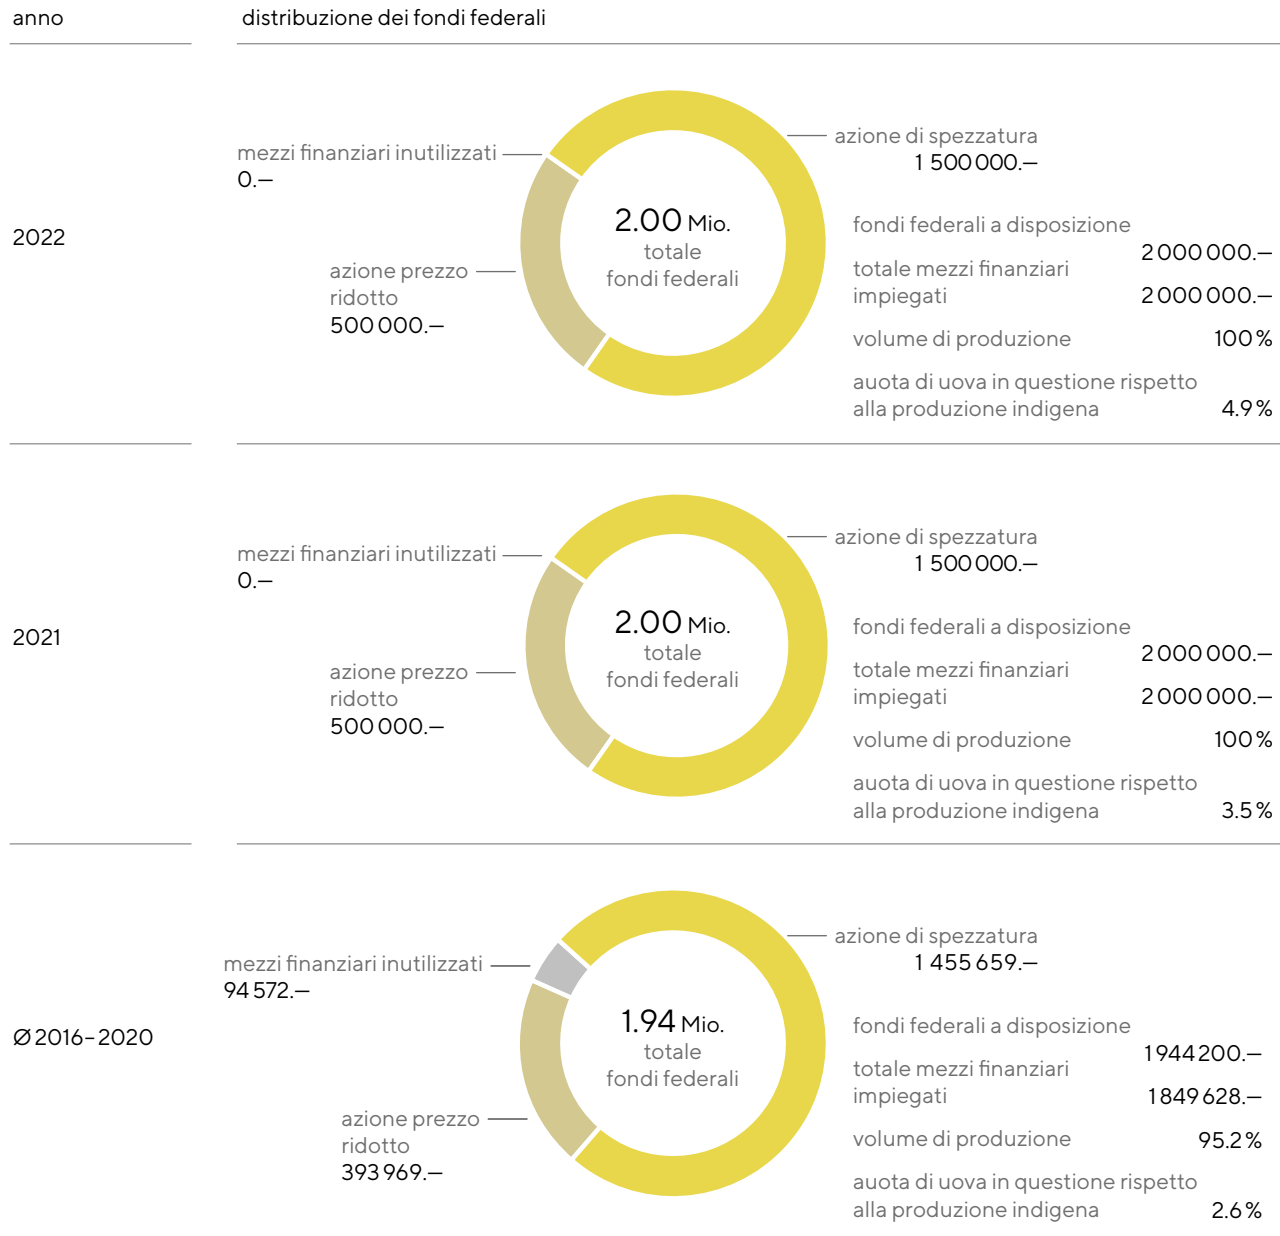 anno
distribuzione dei fondi federali
2022
mezzi finanziari inutilizzati
0.–
azione prezzo
ridotto
500 000.–
2.00 Mio.
totale
fondi federali
azione di spezzatura
1 500 000.–
fondi federali a disposizione
2 000 000.–
totale mezzi finanziari
impiegati 2 000 000.–
volume di produzione 100 %
auota di uova in questione rispetto
alla produzione indigena 4.9 %
2021
mezzi finanziari inutilizzati
0.–
azione prezzo
ridotto
500 000.–
2.00 Mio.
totale
fondi federali
azione di spezzatura
1 500 000.–
fondi federali a disposizione
2 000 000.–
totale mezzi finanziari
impiegati 2 000 000.–
volume di produzione 100 %
auota di uova in questione rispetto
alla produzione indigena 3.5 %
Ø 2016–2020
mezzi finanziari inutilizzati
94 572.–
azione prezzo
ridotto
393 969.–
1.94 Mio.
totale
fondi federali
azione di spezzatura
1 455 659.–
fondi federali a disposizione
1 944 200.–
totale mezzi finanziari
impiegati 1 849 628.–
volume di produzione 95.2 %
auota di uova in questione rispetto
alla produzione indigena 2.6 %